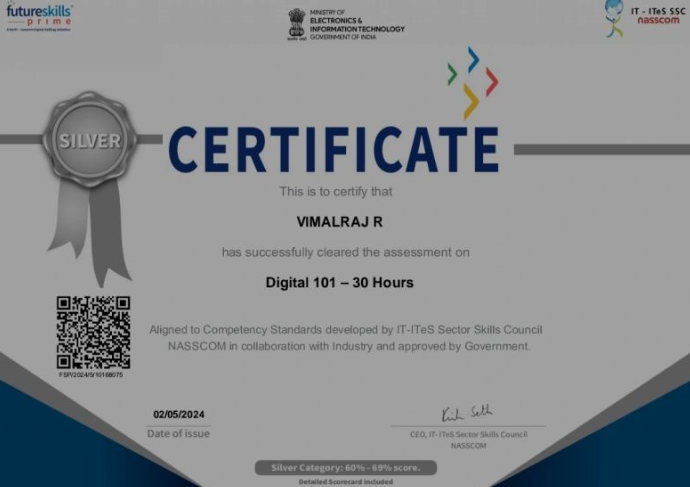 futureskills
prime
MINISTRY OF
ELECTRONICS &
INFORMATION TECHNOLOGY
GOVERNMENT OF INDIA
IT - ITeS SSC
nasscom
SILVER
CERTIFICATE
This is to certify that
VIMALRAJ R
has successfully cleared the assessment on
Digital 101 – 30 Hours
Aligned to Competency Standards developed by IT-ITeS Sector Skills Council
NASSCOM in collaboration with Industry and approved by Government.
FSP/2024/5/10168075
02/05/2024
Date of issue
CEO, IT-ITeS Sector Skills Council
NASSCOM
Silver Category: 60% - 69% score.
Detailed Scorecard Included